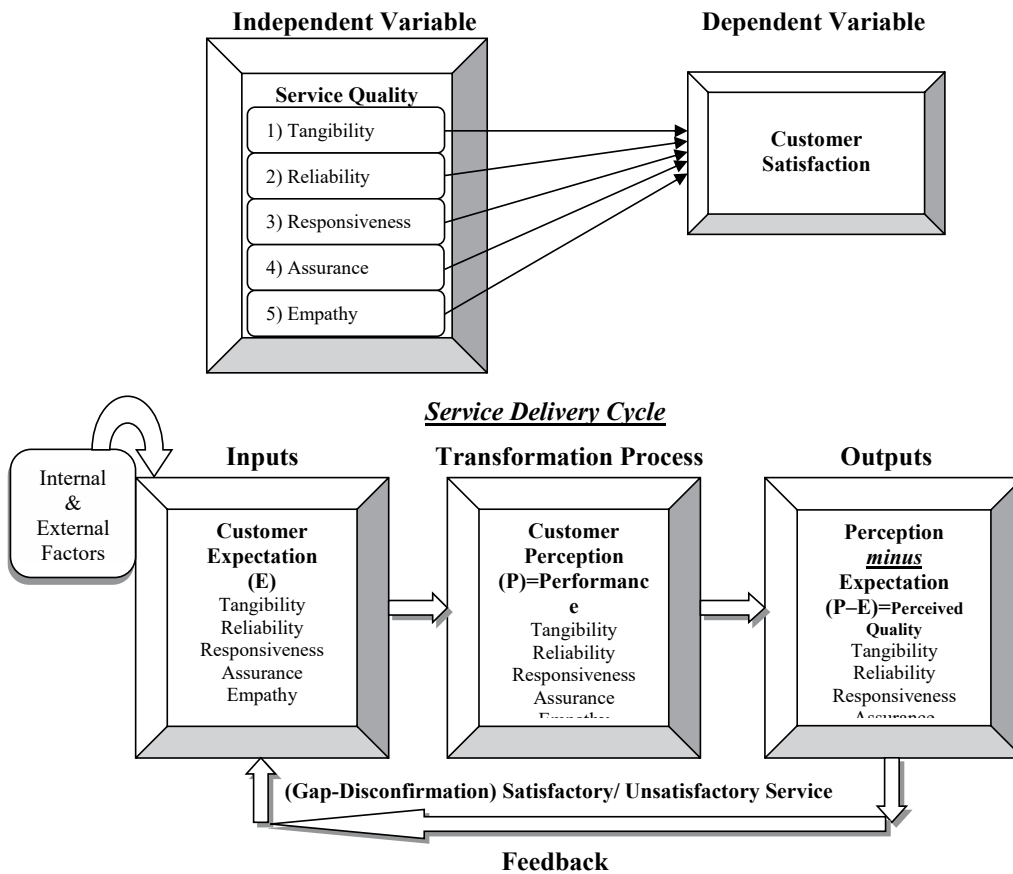 Independent Variable
Dependent Variable
Service Quality
1) Tangibility
2) Reliability
3) Responsiveness
4) Assurance
5) Empathy
Customer
Satisfaction
Service Delivery Cycle
Inputs
Transformation Process
Outputs
Internal
&
External
Factors
Customer
Expectation
(E)
Tangibility
Reliability
Responsiveness
Assurance
Empathy
Customer
Perception
(P)=Performanc
e
Tangibility
Reliability
Responsiveness
Assurance
Empathy
Perception
minus
Expectation
(P–E)=Perceived
Quality
Tangibility
Reliability
Responsiveness
Assurance
(Gap-Disconfirmation) Satisfactory/ Unsatisfactory Service
Feedback